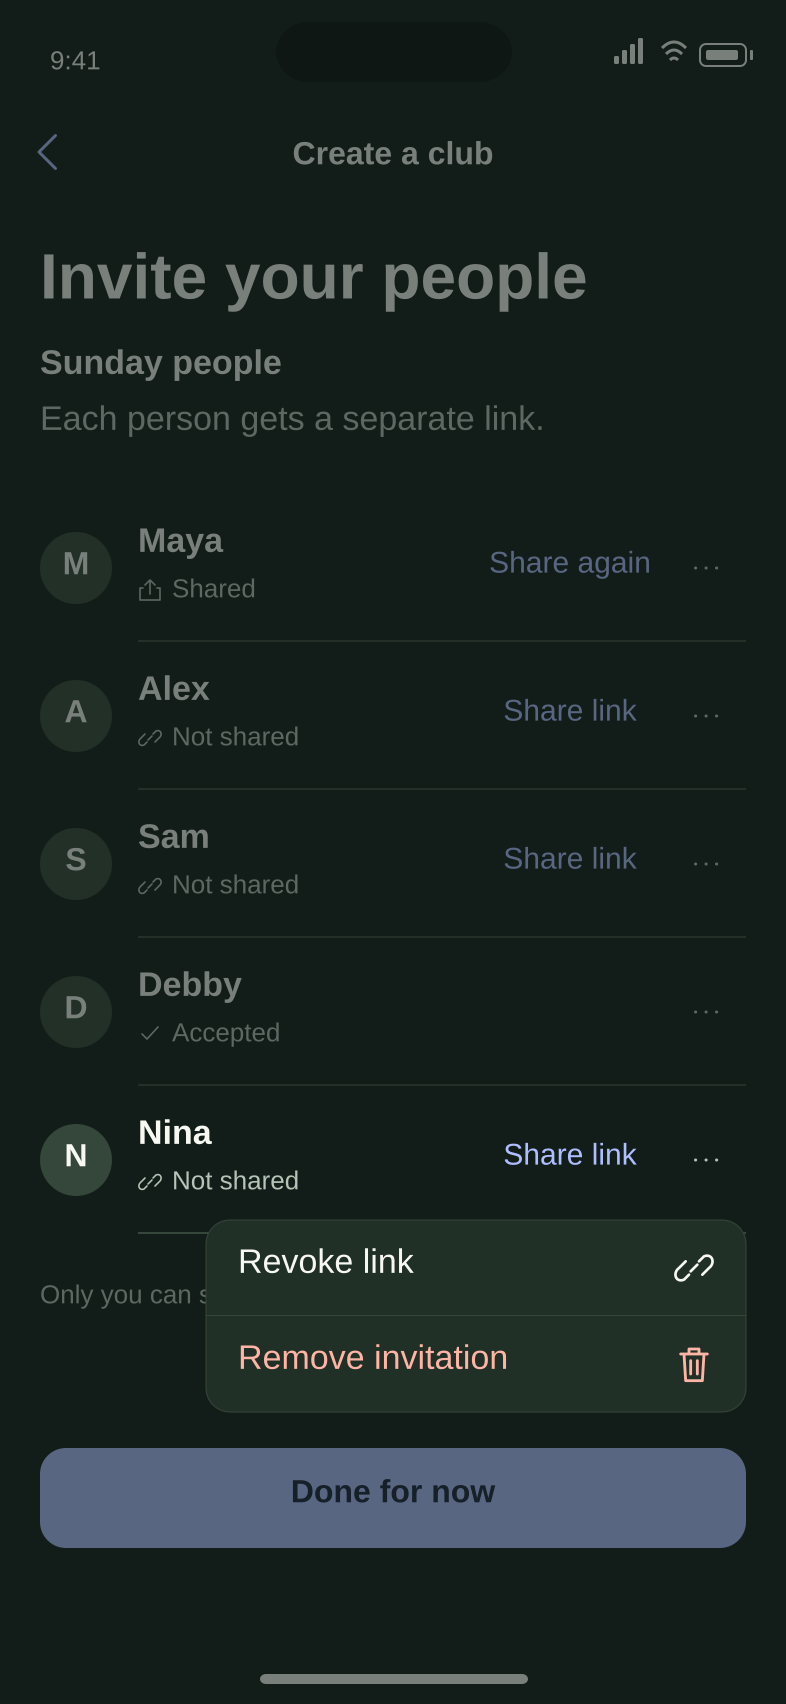 9:41
Create a club
Invite your people
Sunday people
Each person gets a separate link.
M
Maya
Shared
Share again
...
A
Alex
Not shared
Share link
...
S
Sam
Not shared
Share link
...
D
Debby
Accepted
...
N
Nina
Not shared
Share link
...
Only you can
Revoke link
Remove invitation
Done for now